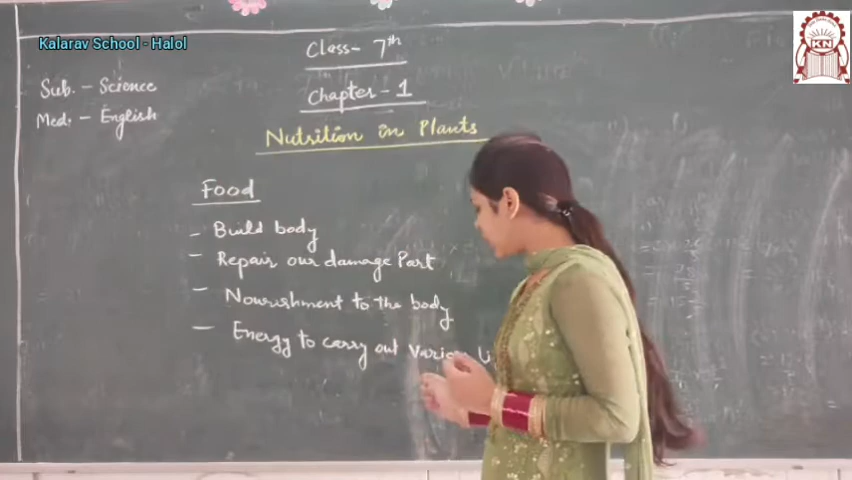 Kalarav School - Halol
KN
Class- 7th
Sub. - Science
Chapter - 1
Med. - English
Nutrition in Plants
Food
- Build body
- Repair our damage Part
- Nourishment to the body
- Energy to carry out